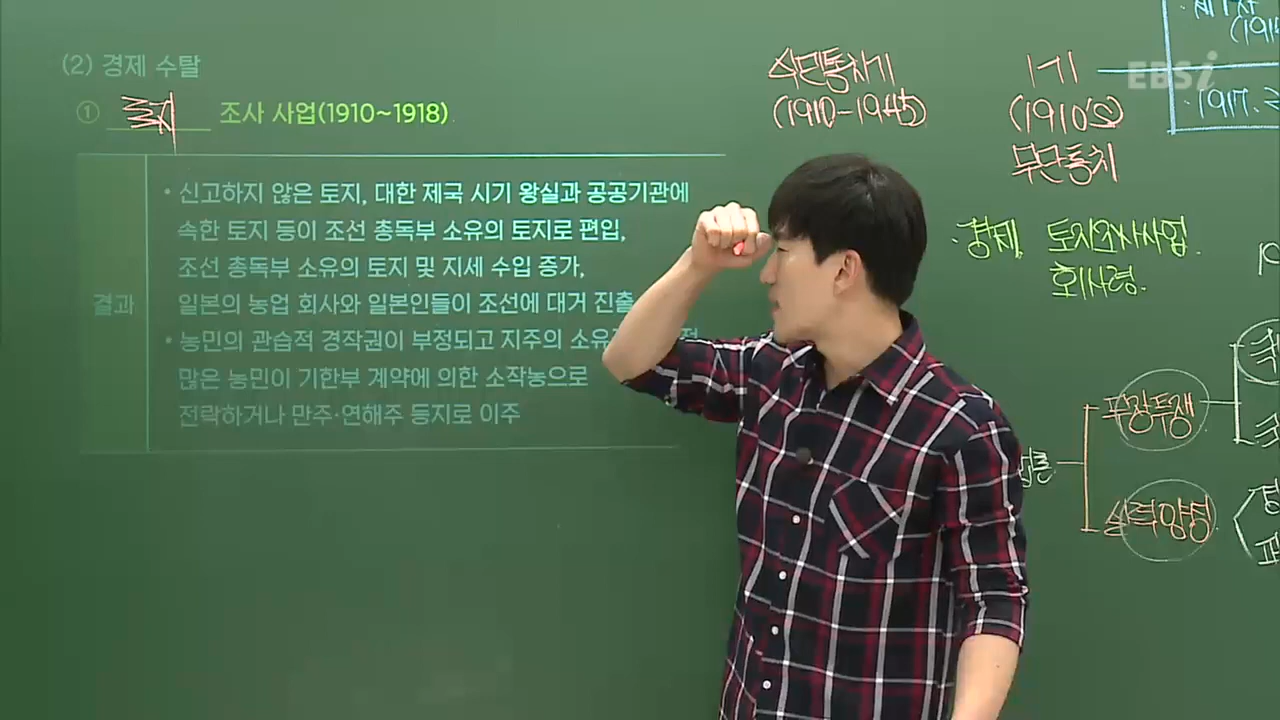 (2) 경제 수탈
① 토지 조사 사업(1910~1918)
결과
• 신고하지 않은 토지, 대한 제국 시기 왕실과 공공기관에
속한 토지 등이 조선 총독부 소유의 토지로 편입,
조선 총독부 소유의 토지 및 지세 수입 증가,
일본의 농업 회사와 일본인들이 조선에 대거 진출
• 농민의 관습적 경작권이 부정되고 지주의
많은 농민이 기한부 계약에 의한 소작농으로
전락하거나 만주·연해주 등지로 이주
식민통치기
(1910-1945)
1기
(1910's)
무단통치
EBSi
· 1917.
· 경제, 토지조사사업.
회사령.
무장투쟁
실력양성